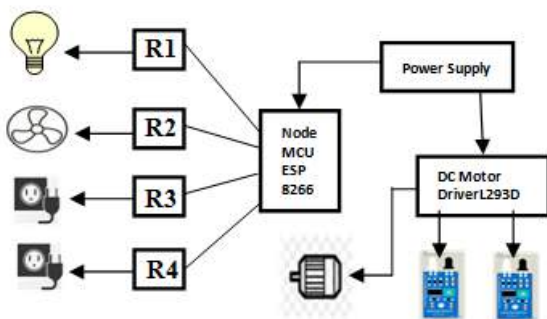 R1
R2
R3
R4
Node
MCU
ESP
8266
Power Supply
DC Motor
DriverL293D